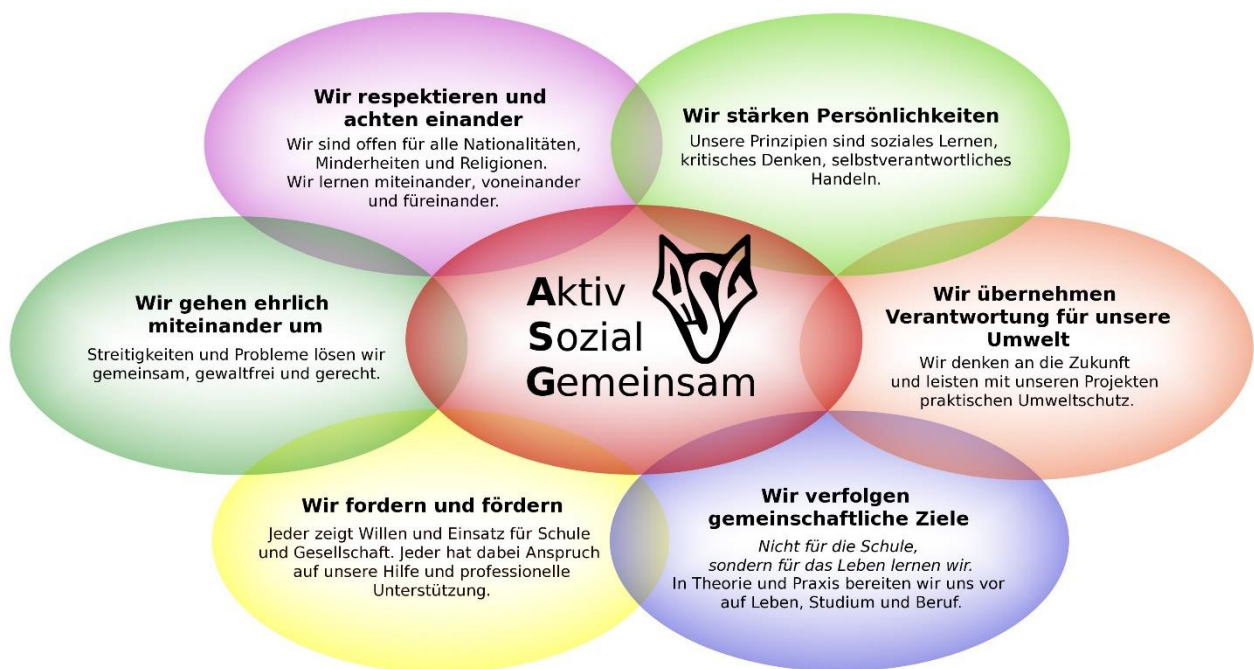 Wir respektieren und
achten einander
Wir sind offen für alle Nationalitäten,
Minderheiten und Religionen.
Wir lernen miteinander, voneinander
und füreinander.
Wir stärken Persönlichkeiten
Unsere Prinzipien sind soziales Lernen,
kritisches Denken, selbstverantwortliches
Handeln.
Wir gehen ehrlich
miteinander um
Streitigkeiten und Probleme lösen wir
gemeinsam, gewaltfrei und gerecht.
Aktiv
Sozial
Gemeinsam
ASG
Wir übernehmen
Verantwortung für unsere
Umwelt
Wir denken an die Zukunft
und leisten mit unseren Projekten
praktischen Umweltschutz.
Wir fordern und fördern
Jeder zeigt Willen und Einsatz für Schule
und Gesellschaft. Jeder hat dabei Anspruch
auf unsere Hilfe und professionelle
Unterstützung.
Wir verfolgen
gemeinschaftliche Ziele
Nicht für die Schule,
sondern für das Leben lernen wir.
In Theorie und Praxis bereiten wir uns vor
auf Leben, Studium und Beruf.